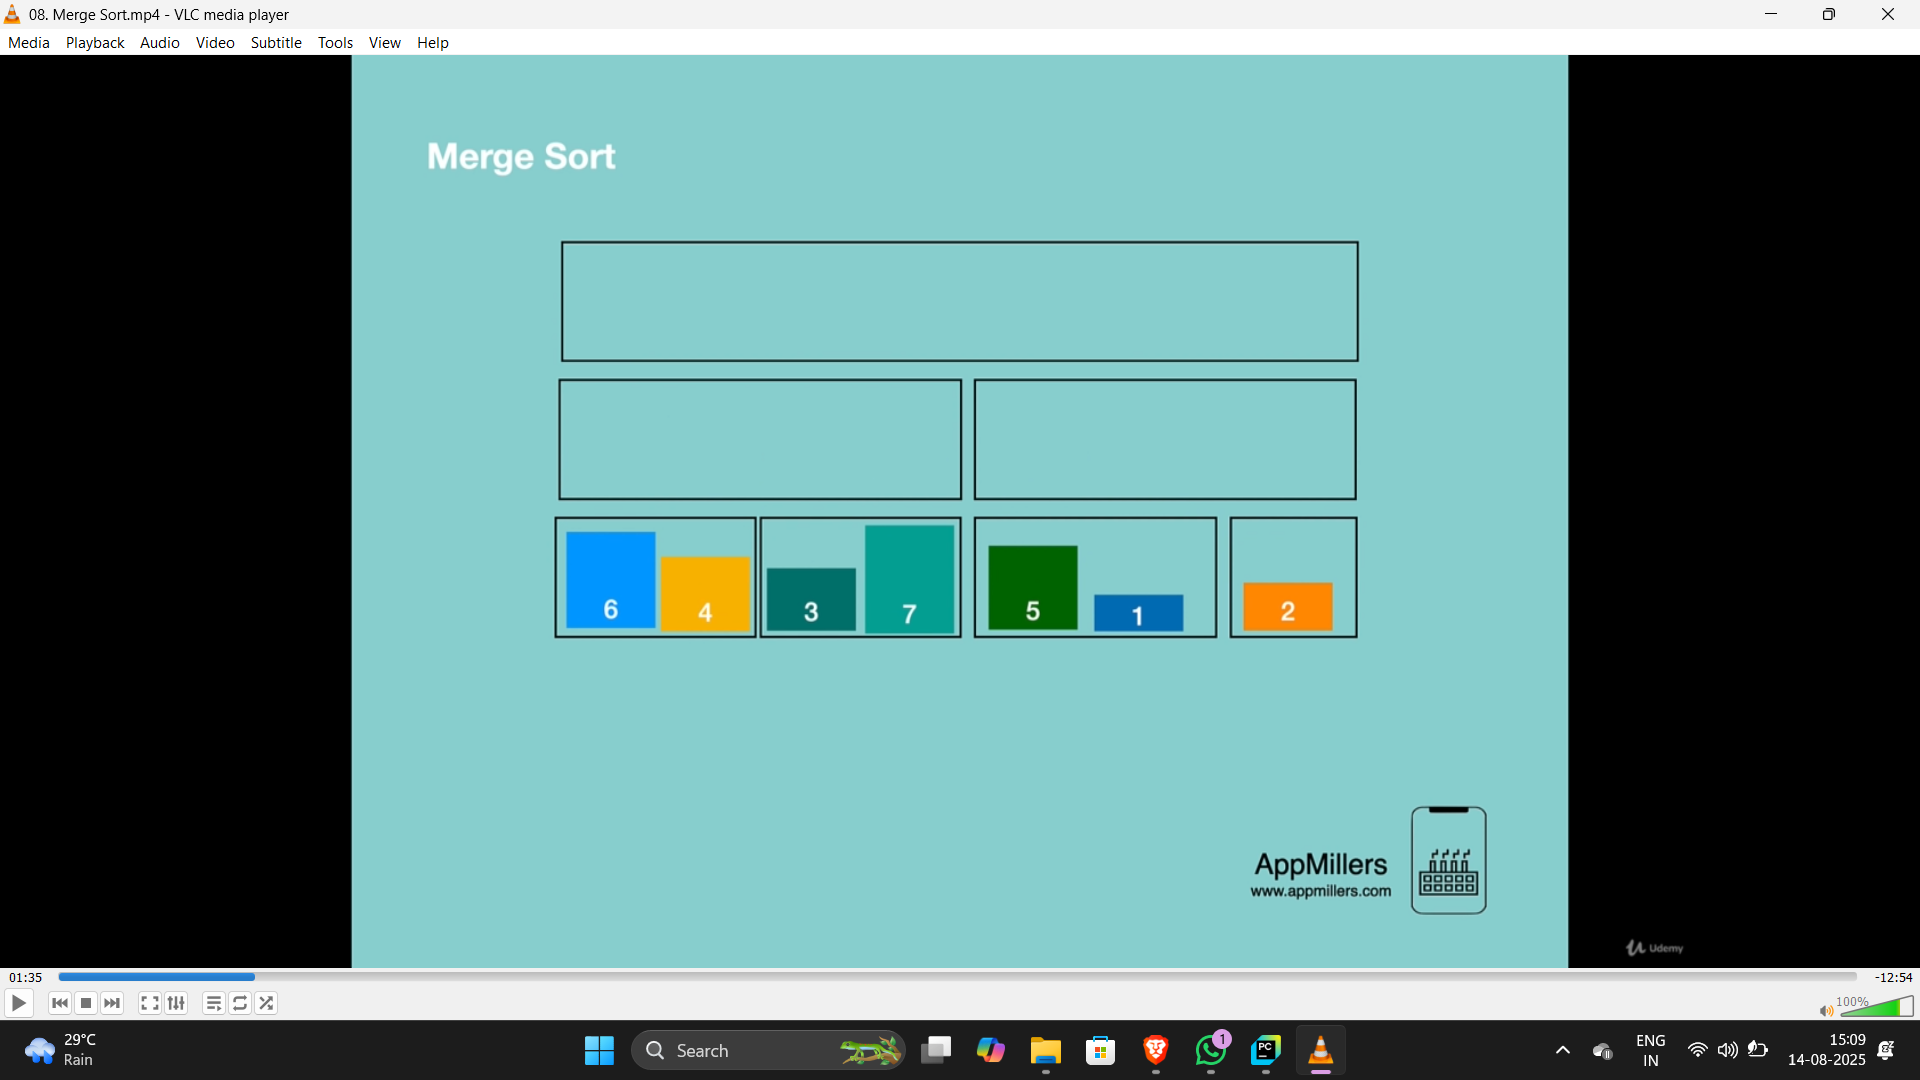 08. Merge Sort.mp4 - VLC media player
Media Playback Audio Video Subtitle Tools View Help
Merge Sort
6 4 3 7 5 1 2
AppMillers
www.appmillers.com
Udemy
01:35 -12:54
100%
29°C
Rain
Search
1
PC
ENG
IN
15:09
14-08-2025